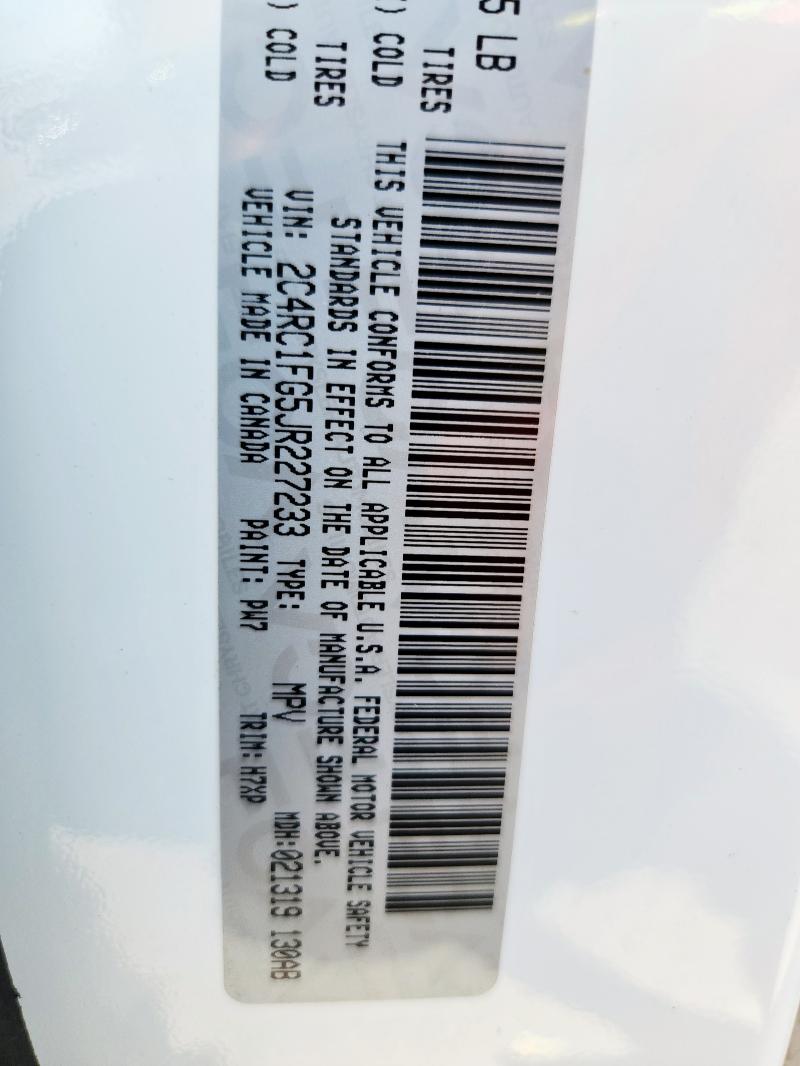 5 LB
TIRES
) COLD
TIRES
) COLD
THIS VEHICLE CONFORMS TO ALL APPLICABLE U.S.A. FEDERAL MOTOR VEHICLE SAFETY
STANDARDS IN EFFECT ON THE DATE OF MANUFACTURE SHOWN ABOVE.
VIN: 2C4RC1FG5JR227233 TYPE: MPV MDH:021319 130AB
VEHICLE MADE IN CANADA PAINT: PW7 TRIM: H7XP